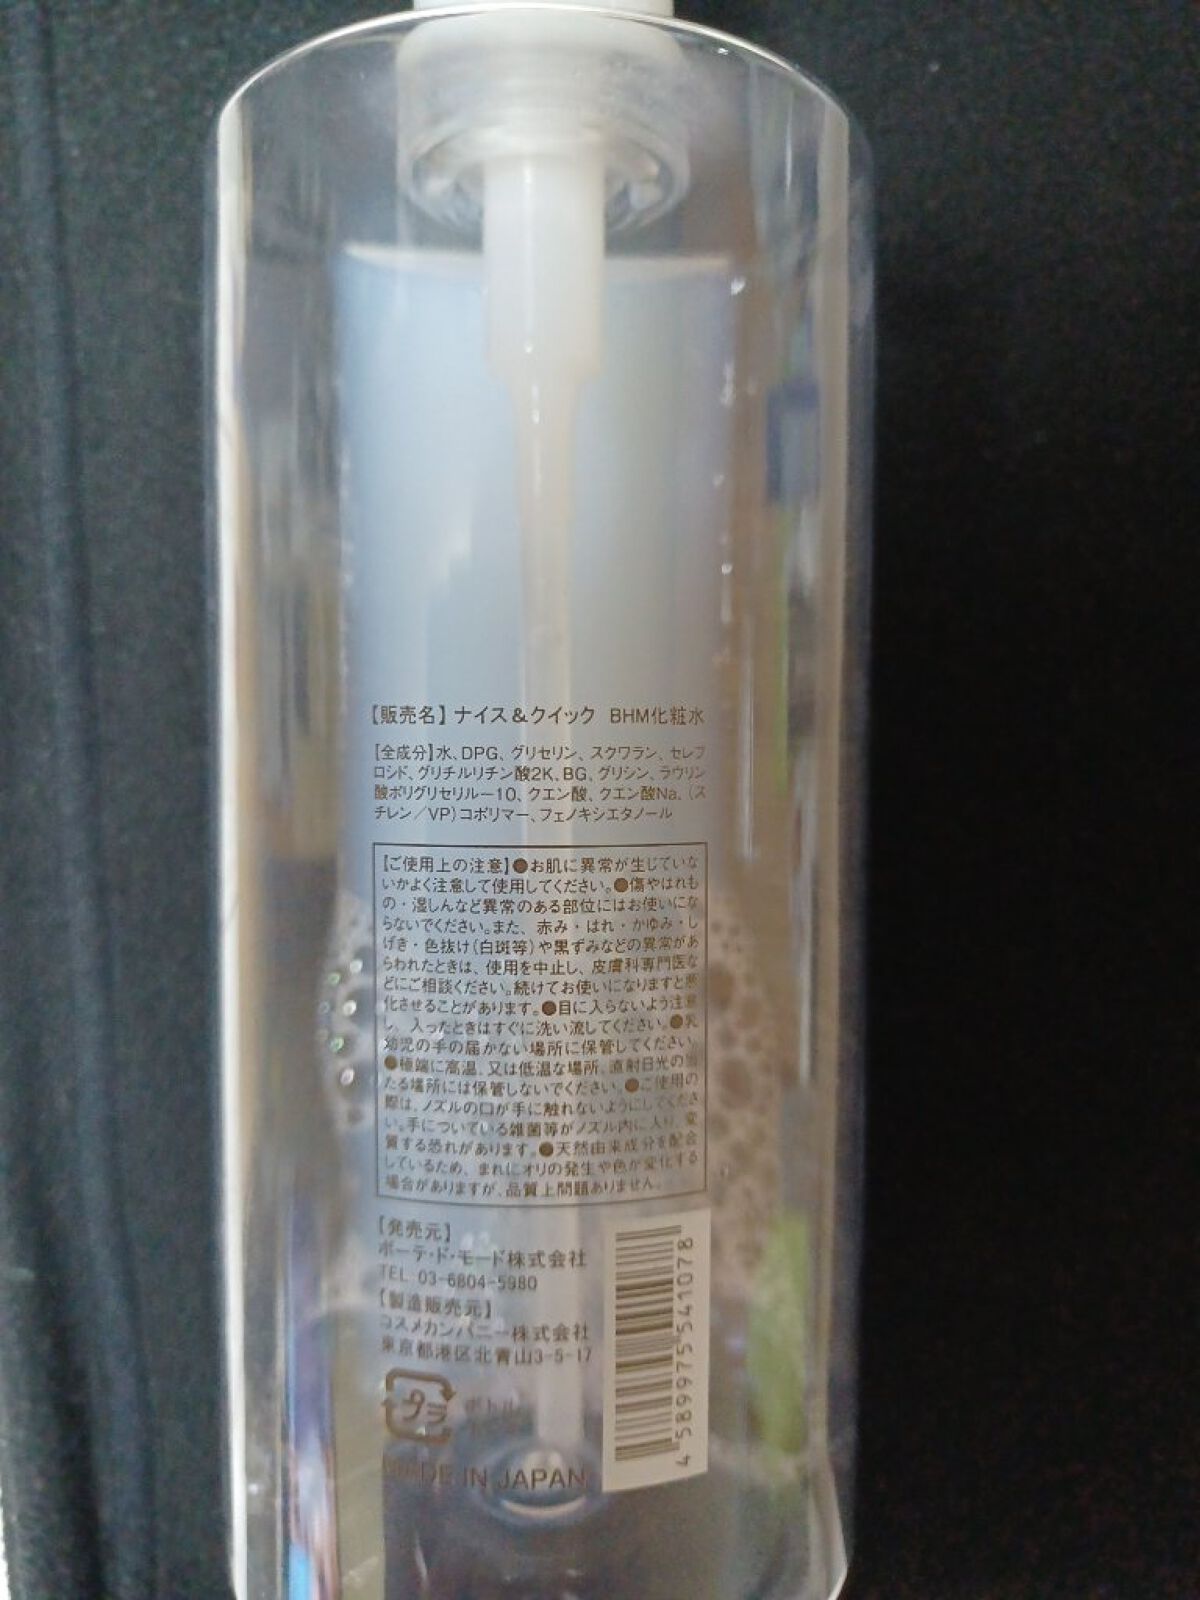 【販売名】ナイス＆クイック BHM化粧水
【全成分】水、DPG、グリセリン、スクワラン、セレブ
ロシド、グリチルリチン酸2K、BG、グリシン、ラウリン
酸ポリグリセリル－10、クエン酸、クエン酸Na、（ス
チレン／VP）コポリマー、フェノキシエタノール
【ご使用上の注意】●お肌に異常が生じていな
いかよく注意して使用してください。●傷やはれも
の・湿しんなど異常のある部位にはお使いにな
らないでください。また、赤み・はれ・かゆみ・し
げき・色抜け（白斑等）や黒ずみなどの異常があ
らわれたときは、使用を中止し、皮膚科専門医な
どにご相談ください。続けてお使いになりますと悪
化させることがあります。●目に入らないよう注意
し、入ったときはすぐに洗い流してください。●乳
幼児の手の届かない場所に保管してください。
●極端に高温、又は低温な場所、直射日光の当
たる場所には保管しないでください。●ご使用の
際は、ノズルの口が手に触れないようにしてくださ
い。手についている雑菌等がノズル内に入り、変
質する恐れがあります。●天然由来成分を配合
しているため、まれにオリの発生や色が変化する
場合がありますが、品質上問題ありません。
【発売元】
ボーテ・ド・モード株式会社
TEL 03-6804-5980
【製造販売元】
コスメカンパニー株式会社
東京都港区北青山3-5-17
プラ ボトル
MADE IN JAPAN
4589975541078